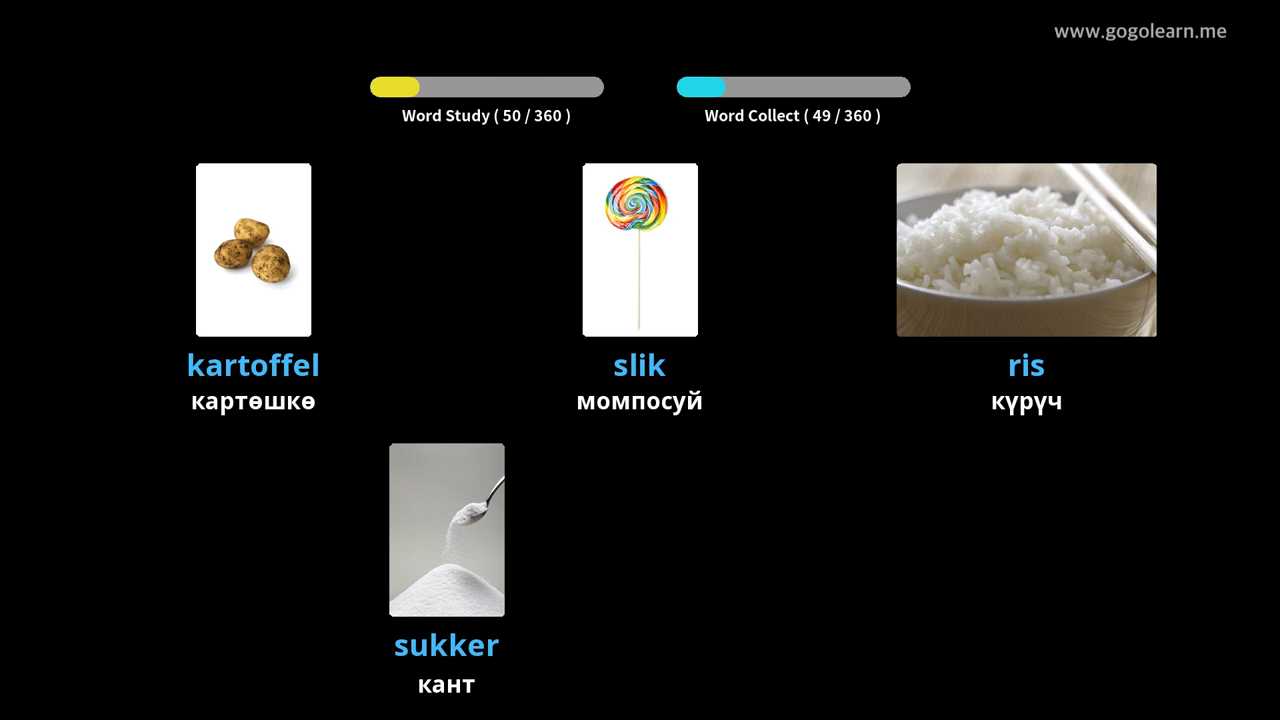 www.gogolearn.me
Word Study ( 50 / 360 )
Word Collect ( 49 / 360 )
kartoffel
картөшкө
slik
момпосуй
ris
күрүч
sukker
кант